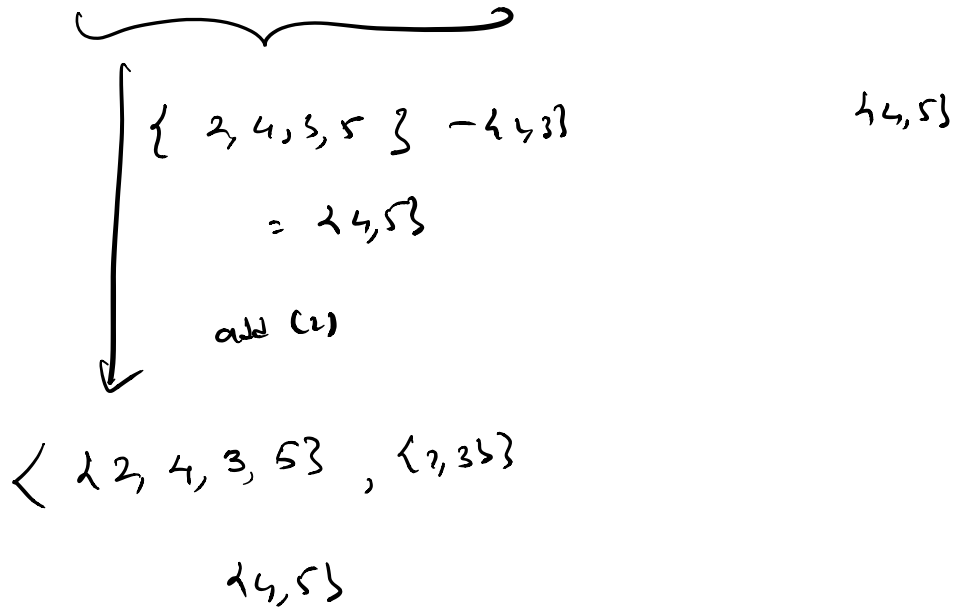 { 2, 4, 3, 5 } - {2, 3} {4, 5}
= {4, 5}
add (2)
< {2, 4, 3, 5} , {2, 3}}
{4, 5}